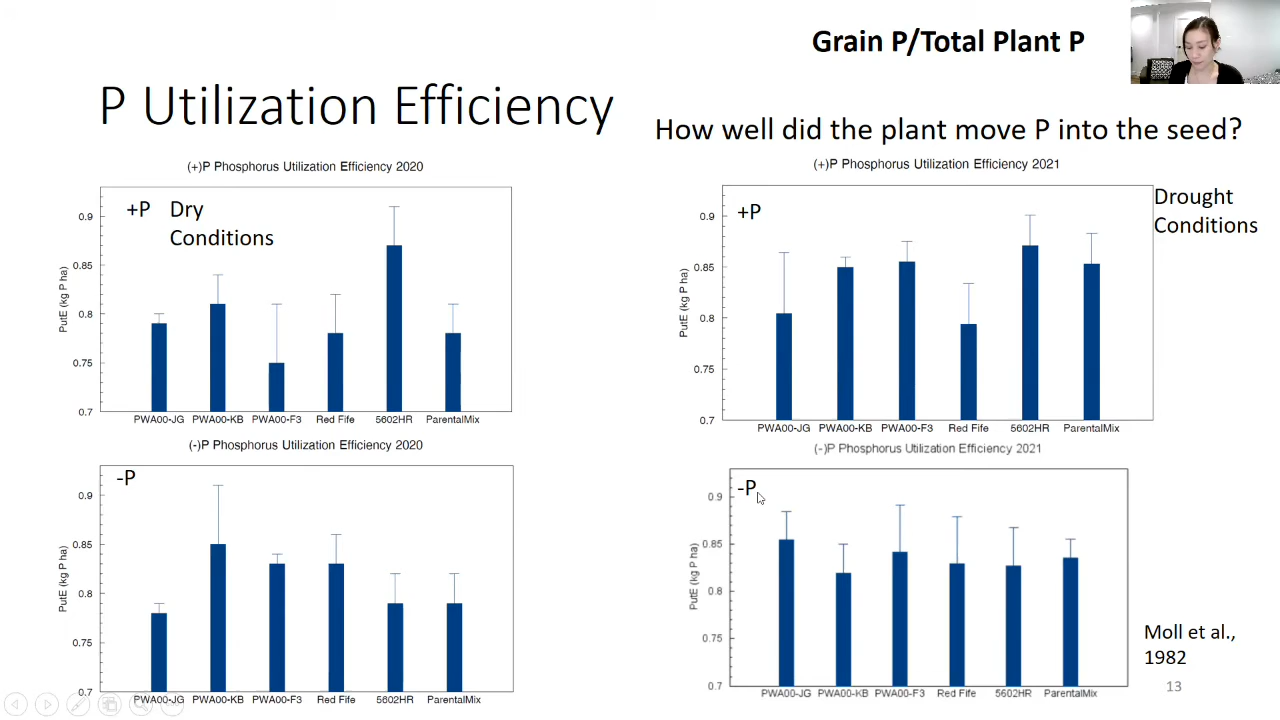 Grain P/Total Plant P
P Utilization Efficiency
How well did the plant move P into the seed?
(+)P Phosphorus Utilization Efficiency 2020
+P Dry
Conditions
0.9
0.85
0.8
0.75
0.7
PutE (kg P ha)
PWA00-JG PWA00-KB PWA00-F3 Red Fife 5602HR ParentalMix
(+)P Phosphorus Utilization Efficiency 2021
+P
Drought
Conditions
0.9
0.85
0.8
0.75
0.7
PutE (kg P ha)
PWA00-JG PWA00-KB PWA00-F3 Red Fife 5602HR ParentalMix
(-)P Phosphorus Utilization Efficiency 2020
-P
0.9
0.85
0.8
0.75
0.7
PutE (kg P ha)
PWA00-JG PWA00-KB PWA00-F3 Red Fife 5602HR ParentalMix
(-)P Phosphorus Utilization Efficiency 2021
-P
0.9
0.85
0.8
0.75
0.7
PutE (kg P ha)
PWA00-JG PWA00-KB PWA00-F3 Red Fife 5602HR ParentalMix
Moll et al.,
1982
13